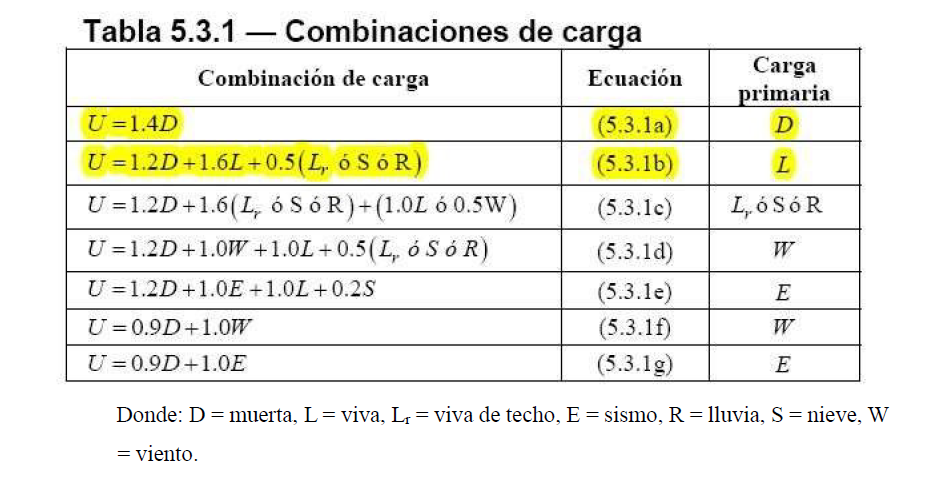 Tabla 5.3.1 — Combinaciones de carga
Combinación de carga Ecuación Carga primaria
U = 1.4D (5.3.1a) D
U = 1.2D + 1.6L + 0.5(Lr ó S ó R) (5.3.1b) L
U = 1.2D + 1.6(Lr ó S ó R) + (1.0L ó 0.5W) (5.3.1c) Lr ó S ó R
U = 1.2D + 1.0W + 1.0L + 0.5(Lr ó S ó R) (5.3.1d) W
U = 1.2D + 1.0E + 1.0L + 0.2S (5.3.1e) E
U = 0.9D + 1.0W (5.3.1f) W
U = 0.9D + 1.0E (5.3.1g) E
Donde: D = muerta, L = viva, Lr = viva de techo, E = sismo, R = lluvia, S = nieve, W
= viento.